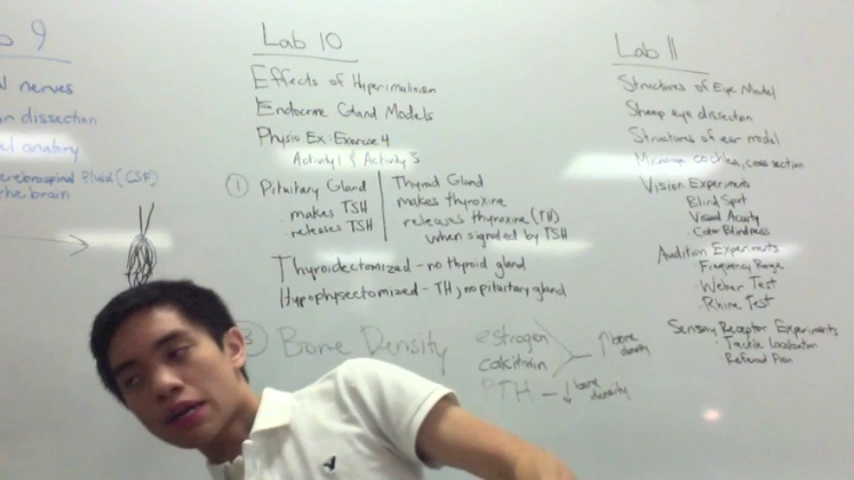 9
nerves
dissection
anatomy
Cerebrospinal Fluid (CSF)
the brain
Lab 10
Effects of Hyperinsulinism
Endocrine Gland Models
Physio Ex: Exercise 4
Activity 1 & Activity 3
1 Pituitary Gland
makes TSH
releases TSH
Thyroid Gland
makes thyroxine
releases thyroxine (TH)
when signaled by TSH
Thyroidectomized - no thyroid gland
Hypophysectomized - TH, no pituitary gland
3 Bone Density
estrogen
calcitonin
↑ bone density
PTH - ↓ bone density
Lab 11
Structures of Eye Model
Sheep eye dissection
Structures of ear model
cochlea, cross section
Vision Experiments
Blind Spot
Visual Acuity
Color Blindness
Audition Experiments
Frequency Range
Weber Test
Rhine Test
Sensory Receptor Experiments
Tactile Localization
Referred Pain